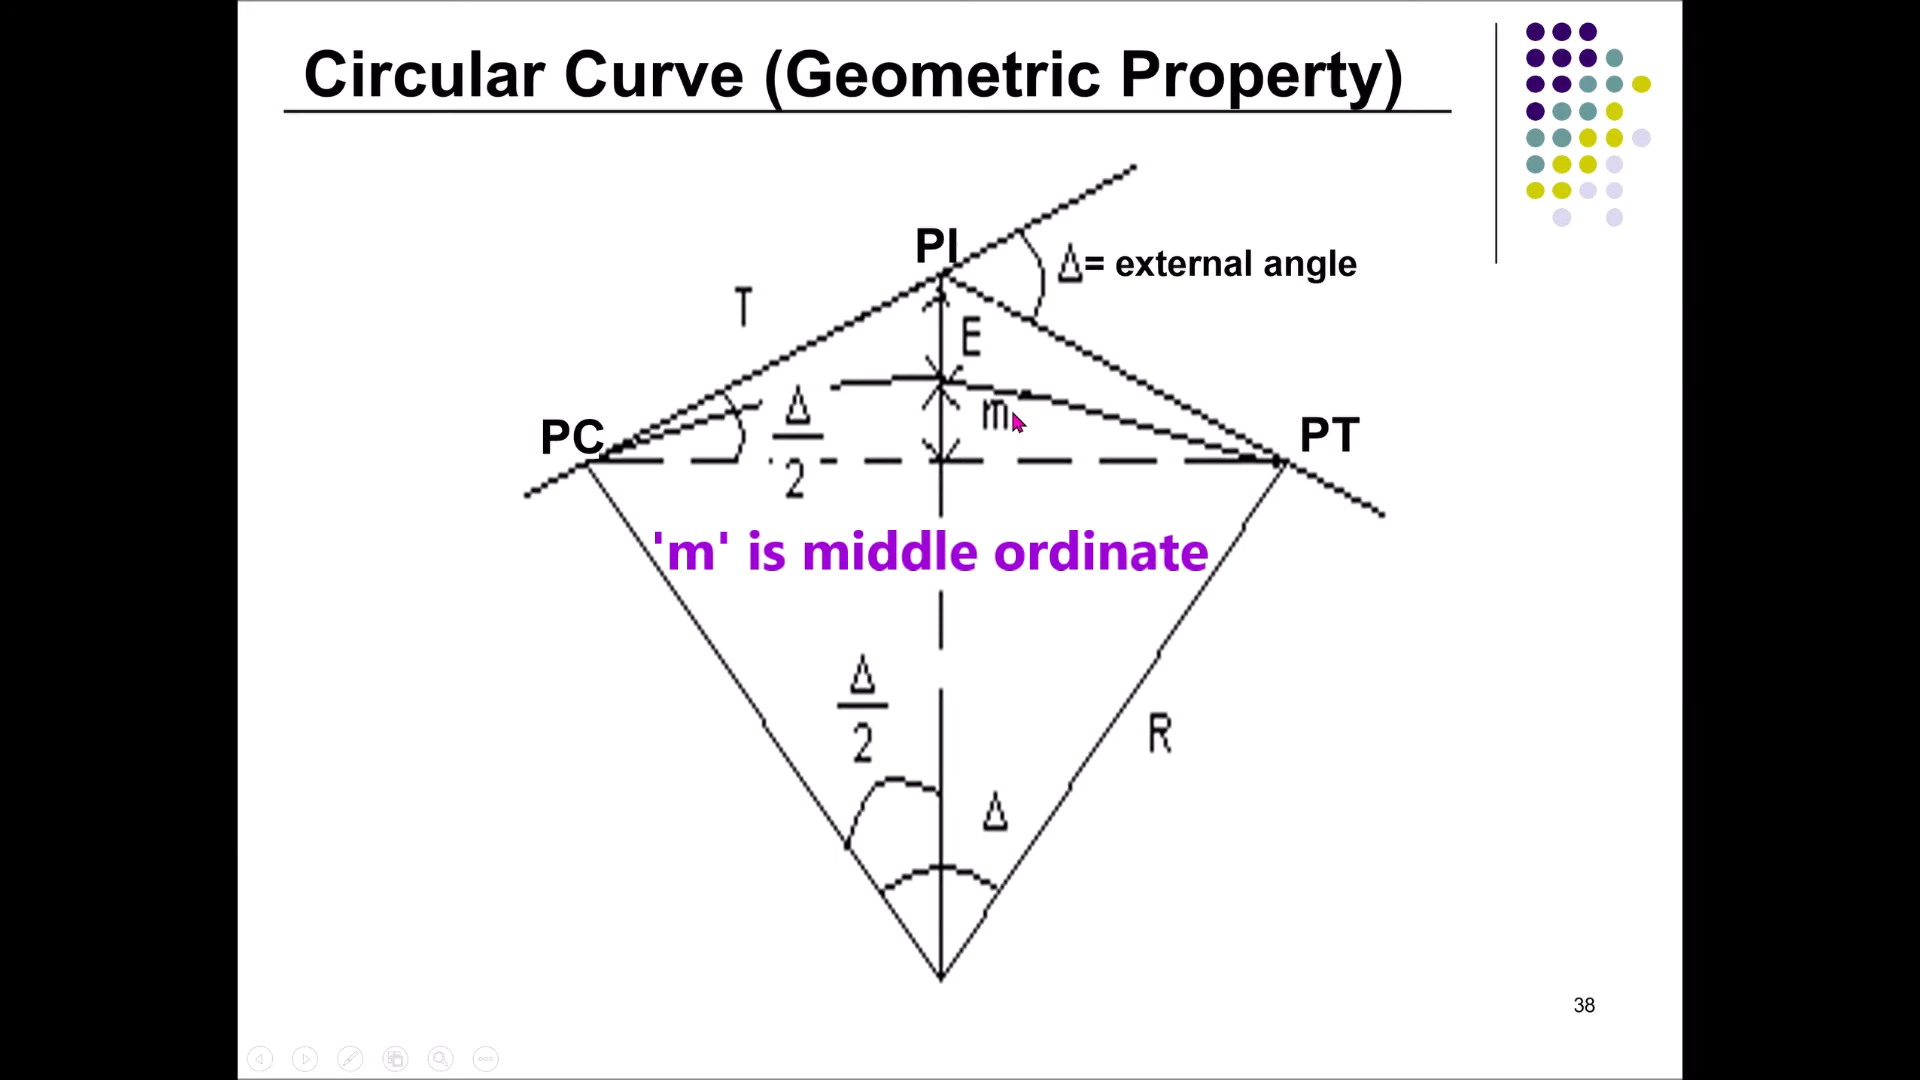 Circular Curve (Geometric Property)
PI
Δ= external angle
T
E
Δ
2
m
PC
PT
'm' is middle ordinate
Δ
2
R
Δ
38